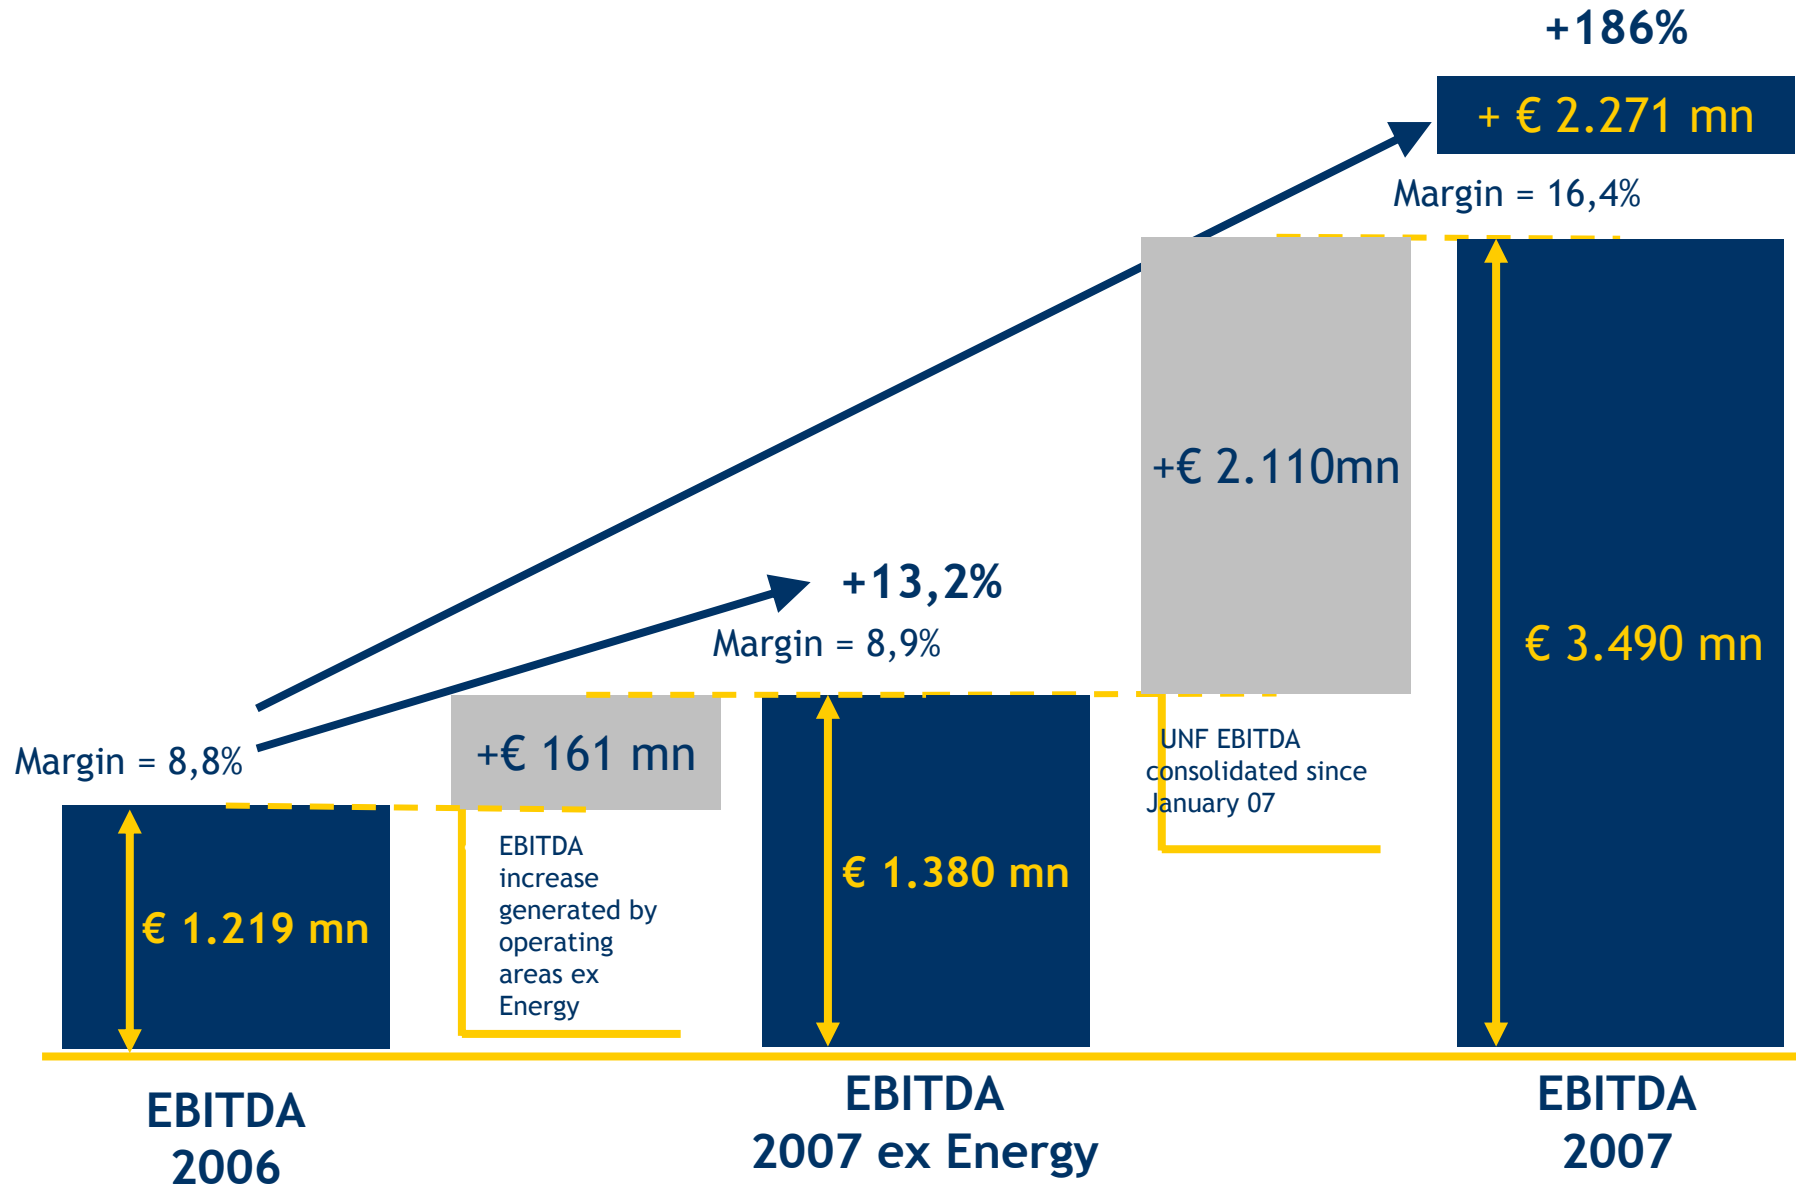 +186%
+ € 2.271 mn
Margin = 16,4%
+€ 2.110mn
€ 3.490 mn
+13,2%
Margin = 8,9%
+€ 161 mn
Margin = 8,8%
UNF EBITDA
consolidated since
January 07
EBITDA
increase
generated by
operating
areas ex
Energy
€ 1.380 mn
€ 1.219 mn
EBITDA
2006
EBITDA
2007 ex Energy
EBITDA
2007